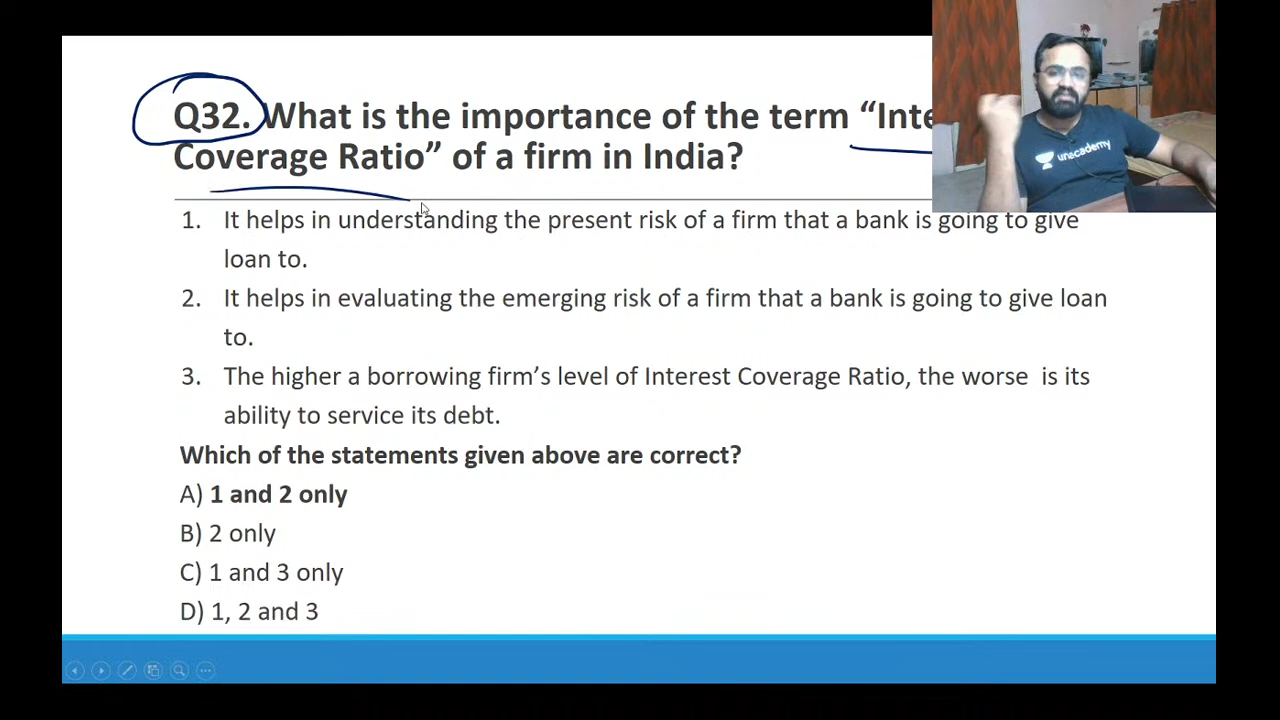 Q32. What is the importance of the term “Inte
Coverage Ratio” of a firm in India?
unacademy
1. It helps in understanding the present risk of a firm that a bank is going to give
loan to.
2. It helps in evaluating the emerging risk of a firm that a bank is going to give loan
to.
3. The higher a borrowing firm’s level of Interest Coverage Ratio, the worse is its
ability to service its debt.
Which of the statements given above are correct?
A) 1 and 2 only
B) 2 only
C) 1 and 3 only
D) 1, 2 and 3